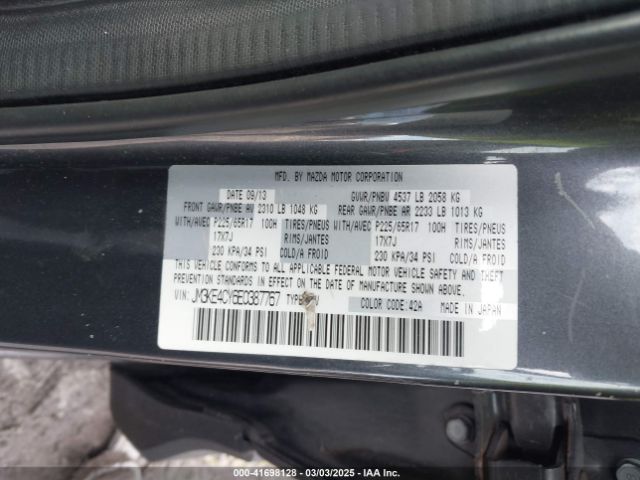 MFD. BY MAZDA MOTOR CORPORATION
DATE 09/13 GVWR/PNBV 4537 LB 2058 KG
FRONT GAWR/PNBE AV 2310 LB 1048 KG REAR GAWR/PNBE AR 2233 LB 1013 KG
WITH/AVEC P225/65R17 100H TIRES/PNEUS WITH/AVEC P225/65R17 100H TIRES/PNEUS
17X7J RIMS/JANTES 17X7J RIMS/JANTES
230 KPA/34 PSI COLD/A FROID 230 KPA/34 PSI COLD/A FROID
THIS VEHICLE CONFORMS TO ALL APPLICABLE FEDERAL MOTOR VEHICLE SAFETY AND THEFT
PREVENTION STANDARDS IN EFFECT ON THE DATE OF MANUFACTURE SHOWN ABOVE.
VIN: JM3KE4CY6E0387767 TYPE COLOR CODE:42A MADE IN JAPAN
000-41698128 - 03/03/2025 - IAA Inc.